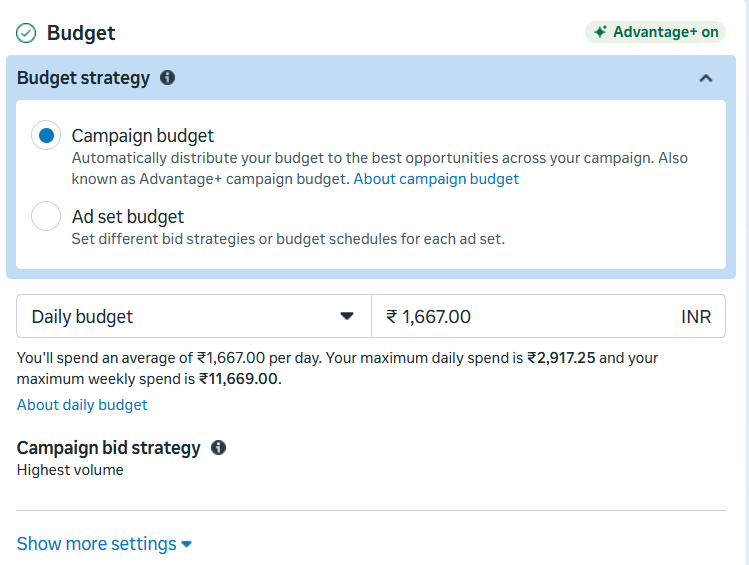 Budget
Advantage+ on
Budget strategy
Campaign budget
Automatically distribute your budget to the best opportunities across your campaign. Also
known as Advantage+ campaign budget. About campaign budget
Ad set budget
Set different bid strategies or budget schedules for each ad set.
Daily budget
₹ 1,667.00 INR
You'll spend an average of ₹1,667.00 per day. Your maximum daily spend is ₹2,917.25 and your
maximum weekly spend is ₹11,669.00.
About daily budget
Campaign bid strategy
Highest volume
Show more settings